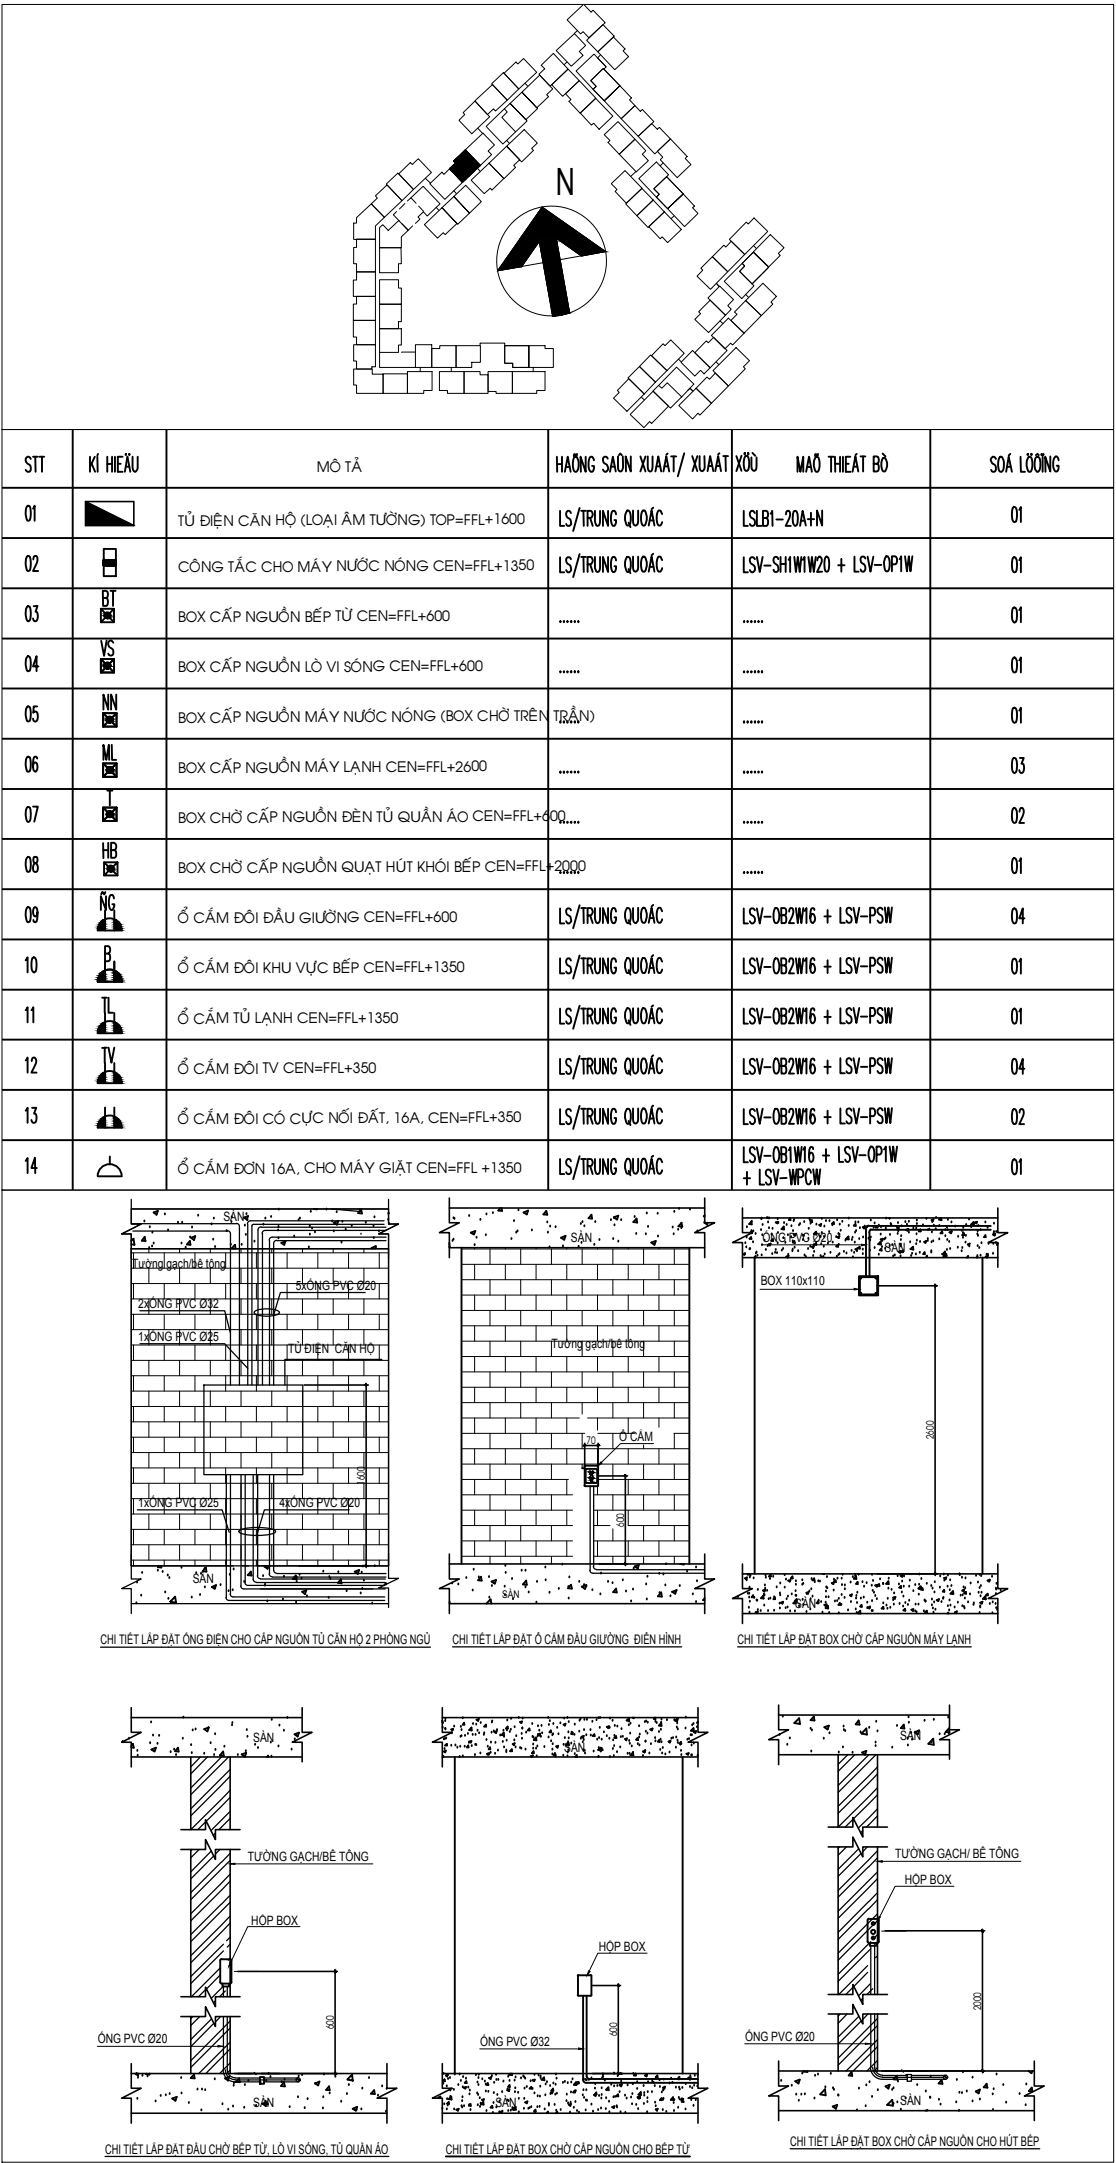 N
STT KÍ HIEÄU MÔ TẢ HAÕNG SAÛN XUAÁT/ XUAÁT XÖÙ MAÕ THIEÁT BÒ SOÁ LÖÔÏNG
01 TỦ ĐIỆN CĂN HỘ (LOẠI ÂM TƯỜNG) TOP=FFL+1600 LS/TRUNG QUOÁC LSLB1-20A+N 01
02 CÔNG TẮC CHO MÁY NƯỚC NÓNG CEN=FFL+1350 LS/TRUNG QUOÁC LSV-SH1W1W20 + LSV-OP1W 01
03 BT BOX CẤP NGUỒN BẾP TỪ CEN=FFL+600 ...... ...... 01
04 VS BOX CẤP NGUỒN LÒ VI SÓNG CEN=FFL+600 ...... ...... 01
05 NN BOX CẤP NGUỒN MÁY NƯỚC NÓNG (BOX CHỜ TRÊN TRẦN) ...... ...... 01
06 ML BOX CẤP NGUỒN MÁY LẠNH CEN=FFL+2600 ...... ...... 03
07 T BOX CHỜ CẤP NGUỒN ĐÈN TỦ QUẦN ÁO CEN=FFL+600 ...... ...... 02
08 HB BOX CHỜ CẤP NGUỒN QUẠT HÚT KHÓI BẾP CEN=FFL+2000 ...... ...... 01
09 ÑG Ổ CẮM ĐÔI ĐẦU GIƯỜNG CEN=FFL+600 LS/TRUNG QUOÁC LSV-OB2W16 + LSV-PSW 04
10 B Ổ CẮM ĐÔI KHU VỰC BẾP CEN=FFL+1350 LS/TRUNG QUOÁC LSV-OB2W16 + LSV-PSW 01
11 TL Ổ CẮM TỦ LẠNH CEN=FFL+1350 LS/TRUNG QUOÁC LSV-OB2W16 + LSV-PSW 01
12 TV Ổ CẮM ĐÔI TV CEN=FFL+350 LS/TRUNG QUOÁC LSV-OB2W16 + LSV-PSW 04
13 Ổ CẮM ĐÔI CÓ CỰC NỐI ĐẤT, 16A, CEN=FFL+350 LS/TRUNG QUOÁC LSV-OB2W16 + LSV-PSW 02
14 Ổ CẮM ĐƠN 16A, CHO MÁY GIẶT CEN=FFL +1350 LS/TRUNG QUOÁC LSV-OB1W16 + LSV-OP1W
+ LSV-WPCW 01
SÀN
Tường gạch/bê tông
5xỐNG PVC Ø20
2xỐNG PVC Ø32
1xỐNG PVC Ø25
TỦ ĐIỆN CĂN HỘ
1600
1xỐNG PVC Ø25
4xỐNG PVC Ø20
SÀN
CHI TIẾT LẮP ĐẶT ỐNG ĐIỆN CHO CẤP NGUỒN TỦ CĂN HỘ 2 PHÒNG NGỦ
SÀN
Tường gạch/bê tông
70
Ổ CẮM
600
SÀN
CHI TIẾT LẮP ĐẶT Ổ CẮM ĐẦU GIƯỜNG ĐIỂN HÌNH
ỐNG PVC Ø20
SÀN
BOX 110x110
2600
SÀN
CHI TIẾT LẮP ĐẶT BOX CHỜ CẤP NGUỒN MÁY LẠNH
SÀN
TƯỜNG GẠCH/BÊ TÔNG
HỘP BOX
600
ỐNG PVC Ø20
SÀN
CHI TIẾT LẮP ĐẶT ĐẦU CHỜ BẾP TỪ, LÒ VI SÓNG, TỦ QUẦN ÁO
SÀN
HỘP BOX
600
ỐNG PVC Ø32
SÀN
CHI TIẾT LẮP ĐẶT BOX CHỜ CẤP NGUỒN CHO BẾP TỪ
SÀN
TƯỜNG GẠCH/ BÊ TÔNG
HỘP BOX
2000
ỐNG PVC Ø20
SÀN
CHI TIẾT LẮP ĐẶT BOX CHỜ CẤP NGUỒN CHO HÚT BẾP